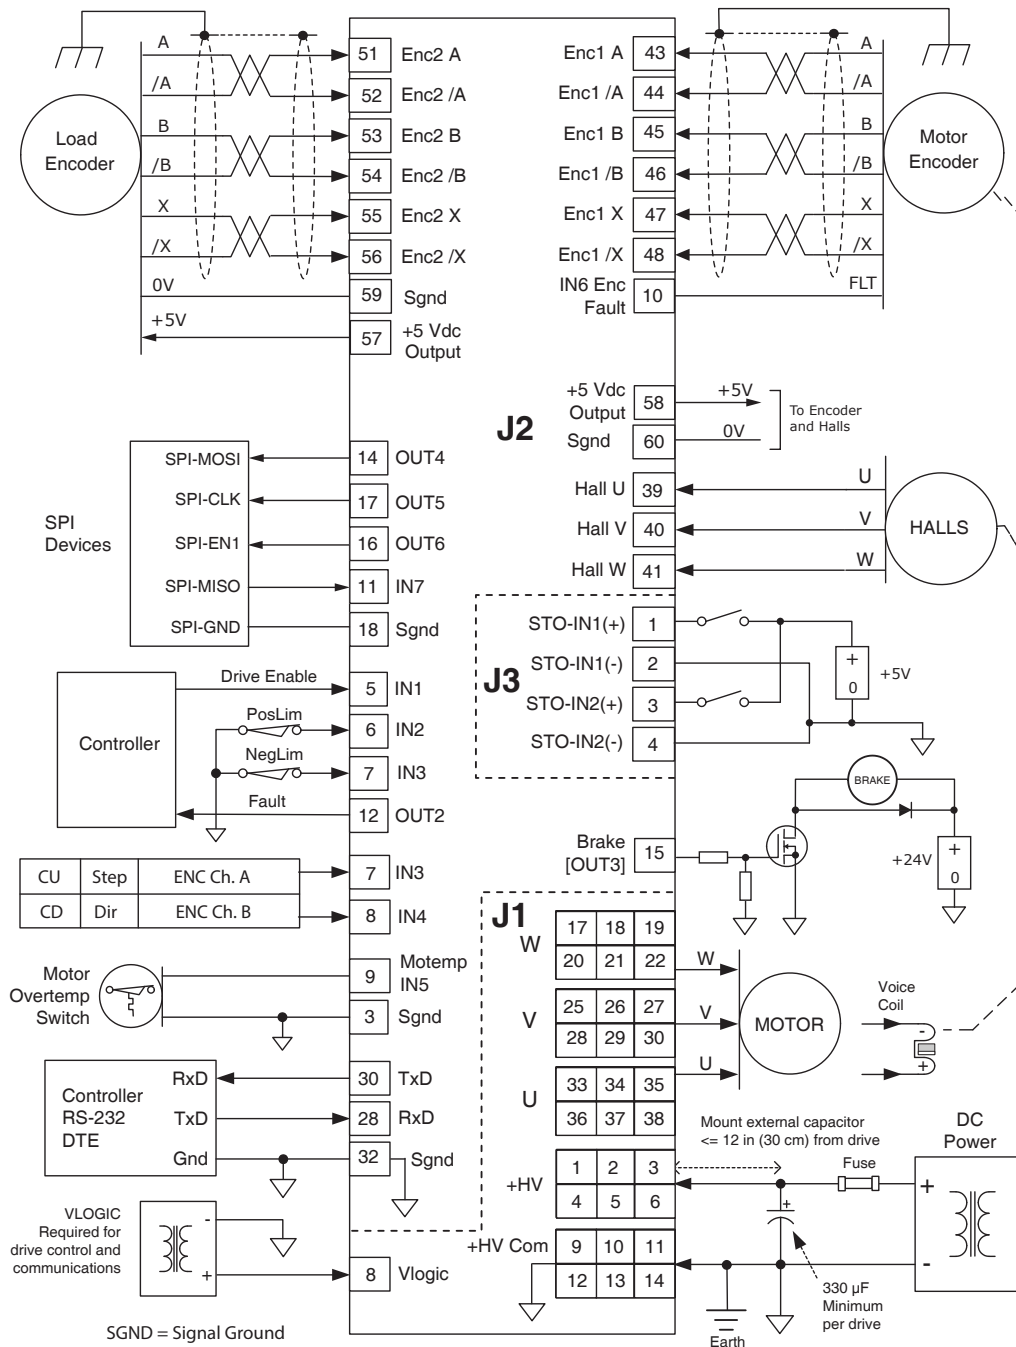 A
51
Enc2 A
/A
52
Enc2 /A
B
53
Enc2 B
/B
54
Enc2 /B
X
55
Enc2 X
/X
56
Enc2 /X
0V
59
Sgnd
+5V
57
+5 Vdc
Output
Load
Encoder
Enc1 A
43
A
Enc1 /A
44
/A
Enc1 B
45
B
Enc1 /B
46
/B
Enc1 X
47
X
Enc1 /X
48
/X
IN6 Enc
Fault
10
FLT
Motor
Encoder
J2
+5 Vdc
Output
58
+5V
Sgnd
60
0V
To Encoder
and Halls
Hall U
39
U
Hall V
40
V
Hall W
41
W
HALLS
SPI
Devices
SPI-MOSI
14
OUT4
SPI-CLK
17
OUT5
SPI-EN1
16
OUT6
SPI-MISO
11
IN7
SPI-GND
18
Sgnd
J3
STO-IN1(+)
1
STO-IN1(-)
2
STO-IN2(+)
3
STO-IN2(-)
4
+
0
+5V
Controller
Drive Enable
5
IN1
PosLim
6
IN2
NegLim
7
IN3
Fault
12
OUT2
Brake
[OUT3]
15
BRAKE
+24V
+
0
CU Step ENC Ch. A
7
IN3
CD Dir ENC Ch. B
8
IN4
Motor
Overtemp
Switch
9
Motemp
IN5
3
Sgnd
J1
W
17 18 19
20 21 22
W
V
25 26 27
28 29 30
V
U
33 34 35
36 37 38
U
MOTOR
Voice
Coil
-
+
Controller
RS-232
DTE
RxD
30
TxD
TxD
28
RxD
Gnd
32
Sgnd
Mount external capacitor
<= 12 in (30 cm) from drive
DC
Power
Fuse
+HV
1 2 3
4 5 6
+
+
+HV Com
9 10 11
12 13 14
-
330 µF
Minimum
per drive
Earth
VLOGIC
Required for
drive control and
communications
-
+
8
Vlogic
SGND = Signal Ground